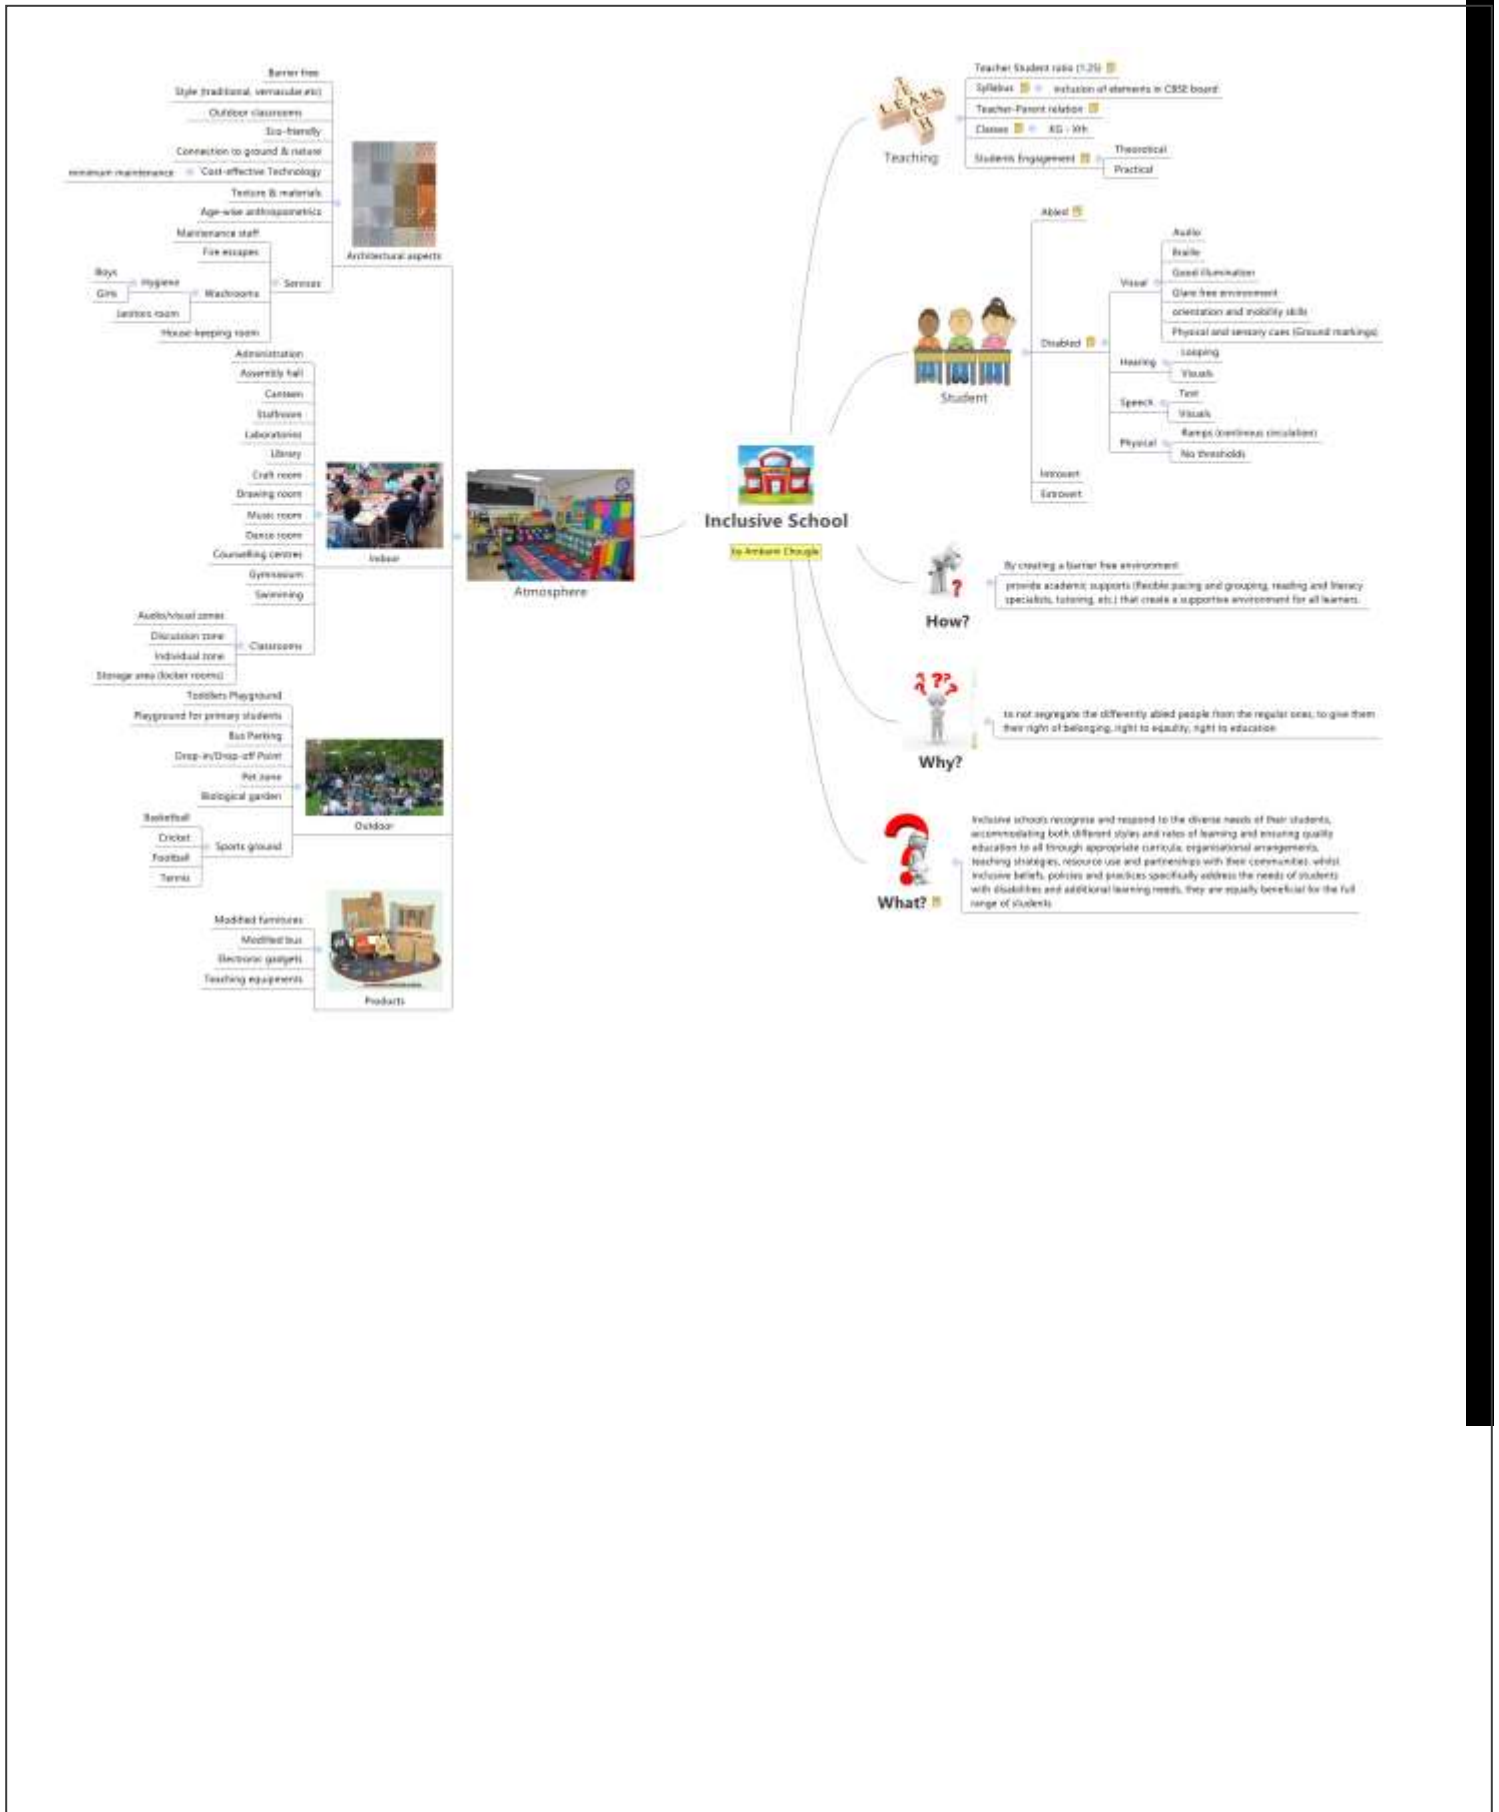 Inclusive School
by Ambarin Chougle
Teaching
Teacher Student ratio (1:25)
Syllabus
inclusion of elements in CBSE board
Teacher-Parent relation
Classes
KG - Xth
Students Engagement
Theoretical
Practical
Student
Abled
Disabled
Visual
Audio
Braille
Good illumination
Glare free environment
orientation and mobility skills
Physical and sensory cues (Ground markings)
Hearing
Looping
Visuals
Speech
Text
Visuals
Physical
Ramps (continous circulation)
No thresholds
Introvert
Extrovert
How?
By creating a barrier free environment
provide academic supports (flexible pacing and grouping, reading and literacy
specialists, tutoring, etc.) that create a supportive environment for all learners.
Why?
to not segregate the differently abled people from the regular ones, to give them
their right of belonging, right to eqaulity, right to education
What?
Inclusive schools recognise and respond to the diverse needs of their students,
accommodating both different styles and rates of learning and ensuring quality
education to all through appropriate curricula, organisational arrangements,
teaching strategies, resource use and partnerships with their communities. whilst
inclusive beliefs, policies and practices specifically address the needs of students
with disabilities and additional learning needs, they are equally beneficial for the full
range of students
Atmosphere
Architectural aspects
Barrier free
Style (traditional, vernacular,etc)
Outdoor classrooms
Eco-friendly
Connection to ground & nature
Cost-effective Technology
minimum maintenance
Texture & materials
Age-wise anthropometrics
Services
Maintenance staff
Fire escapes
Washrooms
Hygiene
Boys
Girls
Janitors room
House-keeping room
Indoor
Administration
Assembly hall
Canteen
Staffroom
Laboratories
Library
Craft room
Drawing room
Music room
Dance room
Counselling centres
Gymnasium
Swimming
Classrooms
Audio/visual zones
Discussion zone
Individual zone
Storage area (locker rooms)
Outdoor
Toddlers Playground
Playground for primary students
Bus Parking
Drop-in/Drop-off Point
Pet zone
Biological garden
Sports ground
Basketball
Cricket
Football
Tennis
Products
Modified furnitures
Modified bus
Electronic gadgets
Teaching equipments
LEARN
TEACH